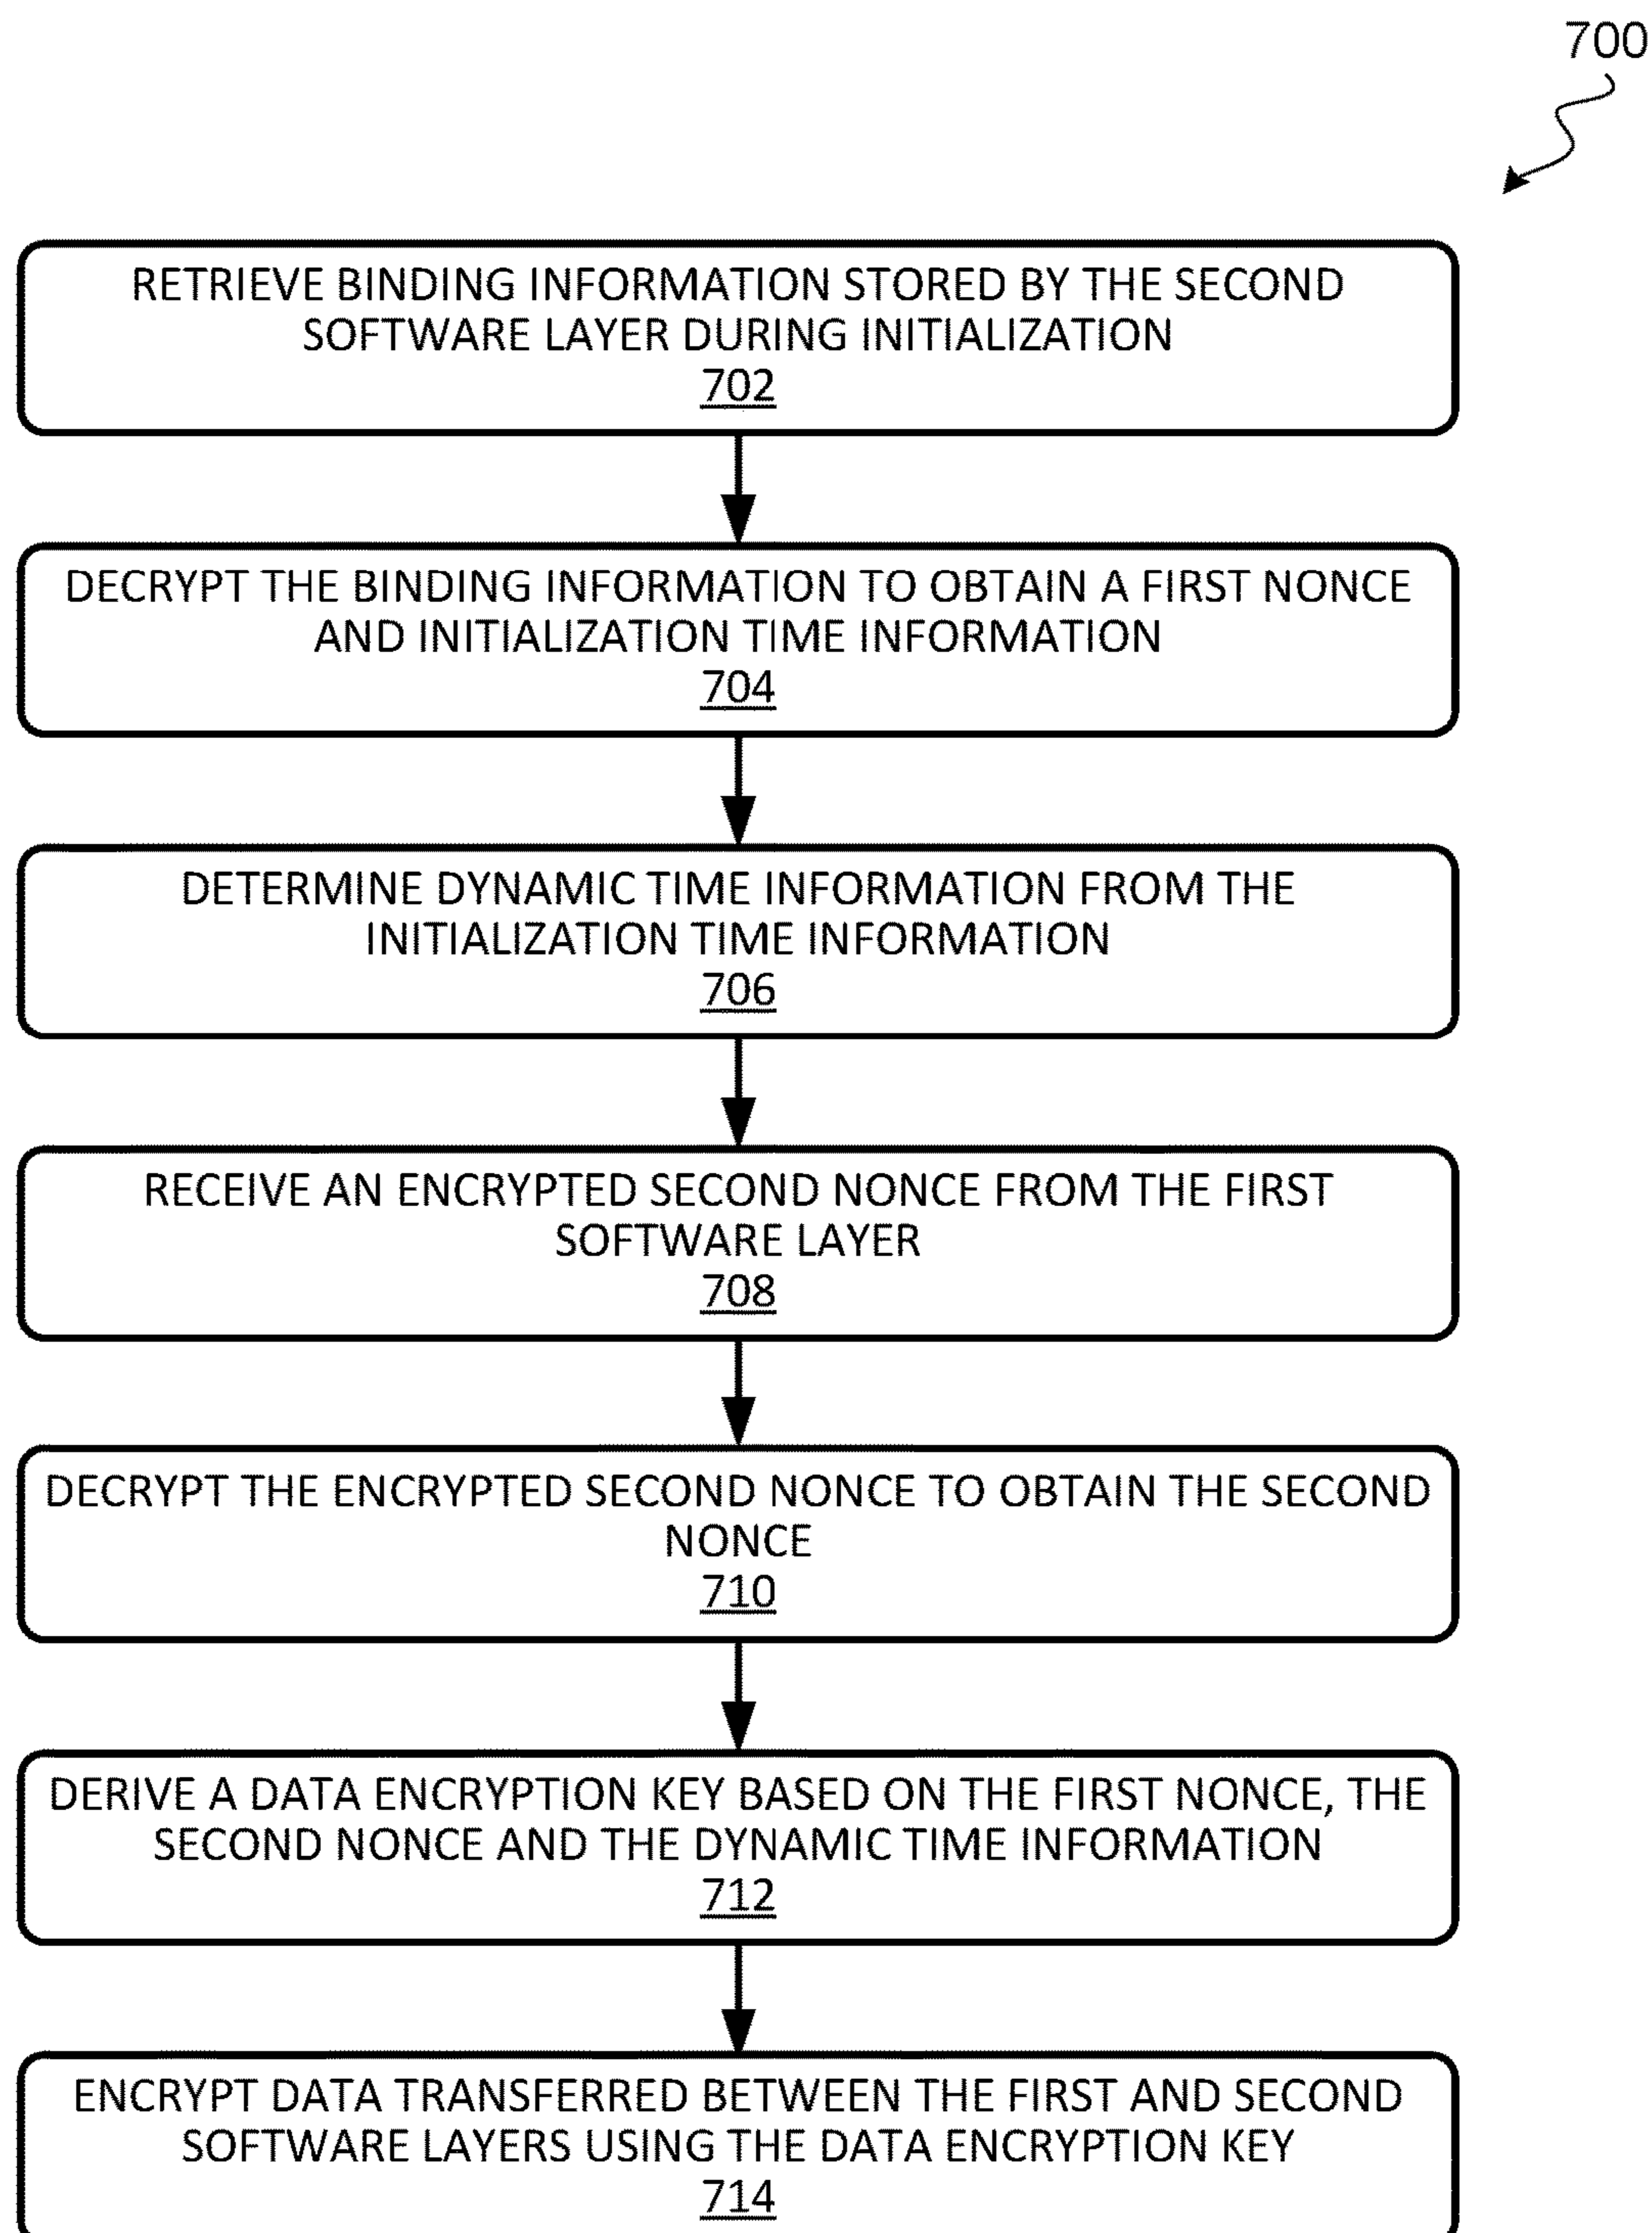 700
RETRIEVE BINDING INFORMATION STORED BY THE SECOND
SOFTWARE LAYER DURING INITIALIZATION
702
DECRYPT THE BINDING INFORMATION TO OBTAIN A FIRST NONCE
AND INITIALIZATION TIME INFORMATION
704
DETERMINE DYNAMIC TIME INFORMATION FROM THE
INITIALIZATION TIME INFORMATION
706
RECEIVE AN ENCRYPTED SECOND NONCE FROM THE FIRST
SOFTWARE LAYER
708
DECRYPT THE ENCRYPTED SECOND NONCE TO OBTAIN THE SECOND
NONCE
710
DERIVE A DATA ENCRYPTION KEY BASED ON THE FIRST NONCE, THE
SECOND NONCE AND THE DYNAMIC TIME INFORMATION
712
ENCRYPT DATA TRANSFERRED BETWEEN THE FIRST AND SECOND
SOFTWARE LAYERS USING THE DATA ENCRYPTION KEY
714